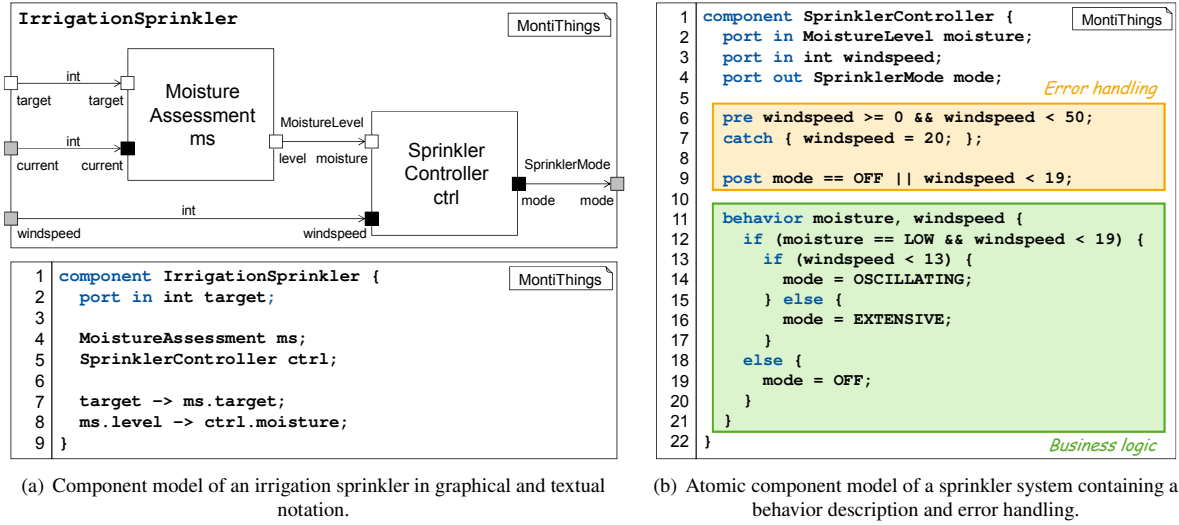 IrrigationSprinkler
MontiThings
int
target
target
Moisture
Assessment
ms
int
current
current
MoistureLevel
level
moisture
Sprinkler
Controller
ctrl
SprinklerMode
mode
mode
int
windspeed
windspeed
MontiThings
1 component IrrigationSprinkler {
2 port in int target;
3
4 MoistureAssessment ms;
5 SprinklerController ctrl;
6
7 target -> ms.target;
8 ms.level -> ctrl.moisture;
9 }
(a) Component model of an irrigation sprinkler in graphical and textual
notation.
MontiThings
1 component SprinklerController {
2 port in MoistureLevel moisture;
3 port in int windspeed;
4 port out SprinklerMode mode;
Error handling
5
6 pre windspeed >= 0 && windspeed < 50;
7 catch { windspeed = 20; };
8
9 post mode == OFF || windspeed < 19;
10
11 behavior moisture, windspeed {
12 if (moisture == LOW && windspeed < 19) {
13 if (windspeed < 13) {
14 mode = OSCILLATING;
15 } else {
16 mode = EXTENSIVE;
17 }
18 else {
19 mode = OFF;
20 }
21 }
22 }
Business logic
(b) Atomic component model of a sprinkler system containing a
behavior description and error handling.